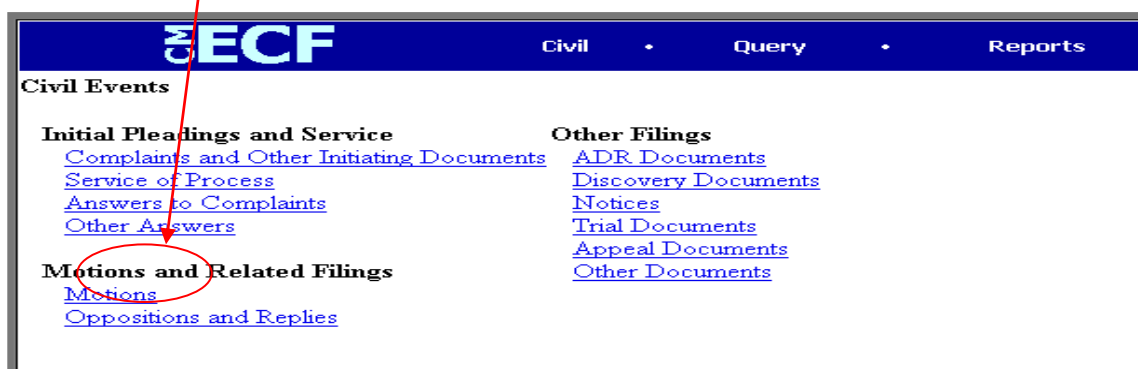 CM ECF Civil • Query • Reports
Civil Events
Initial Pleadings and Service
Complaints and Other Initiating Documents
Service of Process
Answers to Complaints
Other Answers
Motions and Related Filings
Motions
Oppositions and Replies
Other Filings
ADR Documents
Discovery Documents
Notices
Trial Documents
Appeal Documents
Other Documents